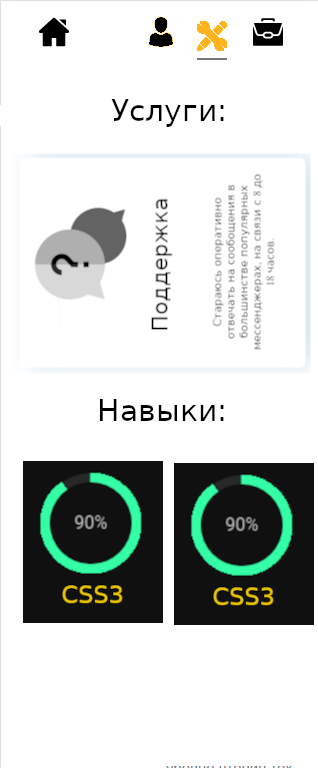 Услуги:
?
Поддержка
Стараюсь оперативно
отвечать на сообощения в
большинстве популярных
мессенджерах, на связи с 8 до
18 часов.
Навыки:
90%
CSS3
90%
CSS3